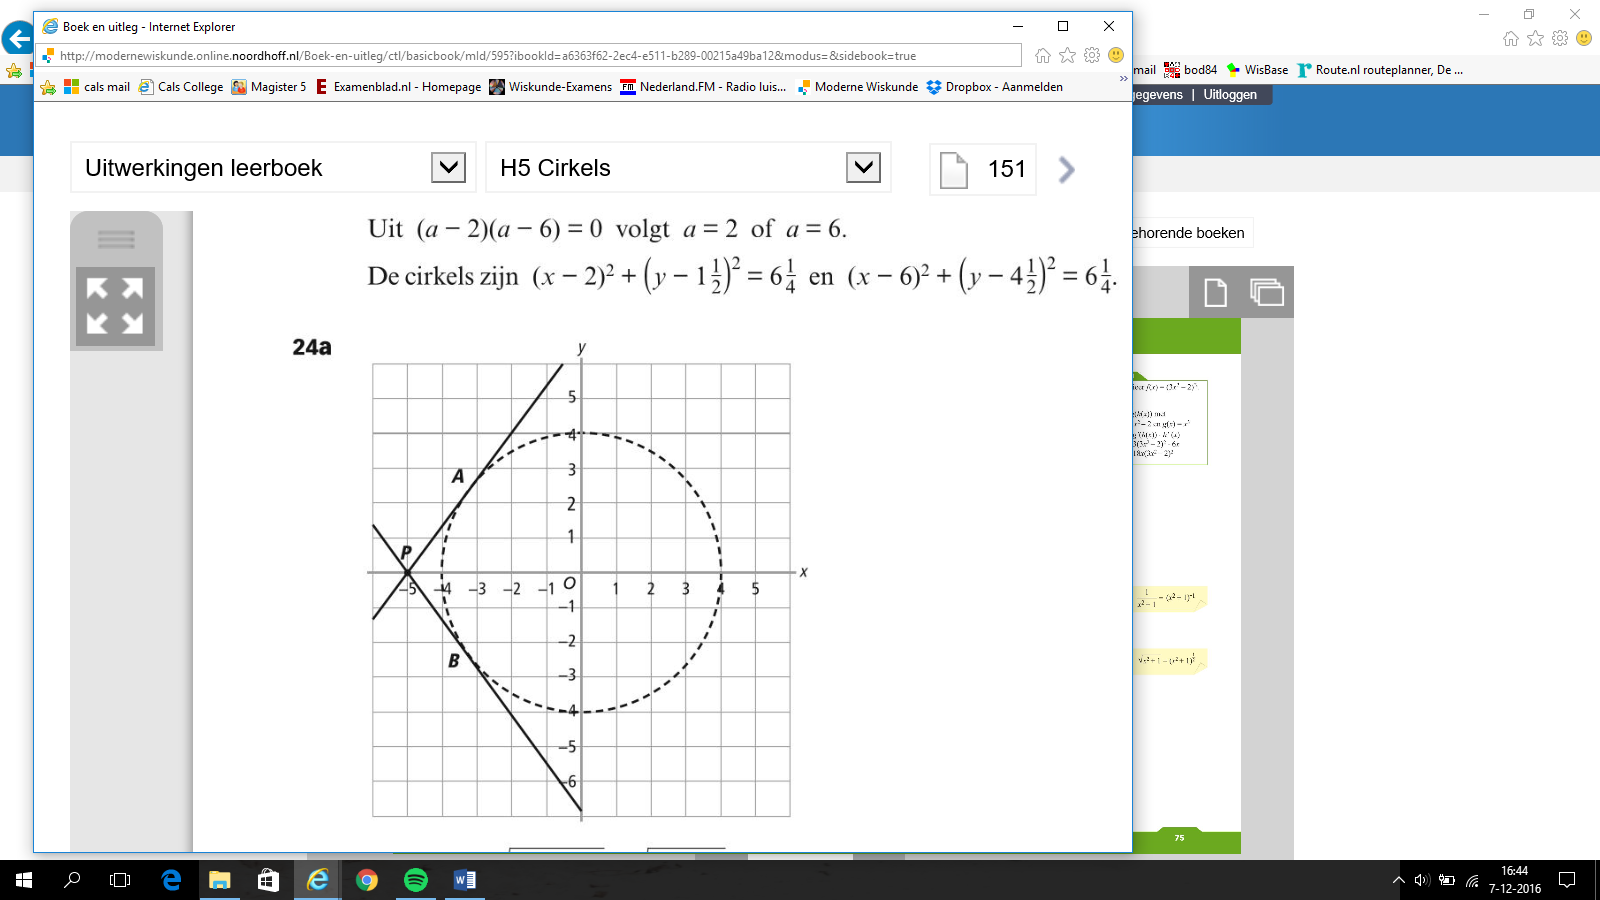 Boek en uitleg - Internet Explorer
http://modernewiskunde.online.noordhoff.nl/Boek-en-uitleg/ctl/basicbook/mId/595?ibookId=a6363f62-2ec4-e511-b289-00215a49ba12&modus=&sidebook=true
cals mail Cals College Magister 5 Examenblad.nl - Homepage Wiskunde-Examens Nederland.FM - Radio luis... Moderne Wiskunde Dropbox - Aanmelden »
mail bod84 WisBase Route.nl routeplanner, De ...
gegevens | Uitloggen
Uitwerkingen leerboek H5 Cirkels 151
ehorende boeken
Uit (a − 2)(a − 6) = 0 volgt a = 2 of a = 6.
De cirkels zijn (x − 2)² + (y − 1½)² = 6¼ en (x − 6)² + (y − 4½)² = 6¼.
24a
y
5
4
3
2
1
A
P
x
−5 −4 −3 −2 −1 O 1 2 3 4 5
−1
−2
B
−3
−4
−5
−6
75
16:44
7-12-2016